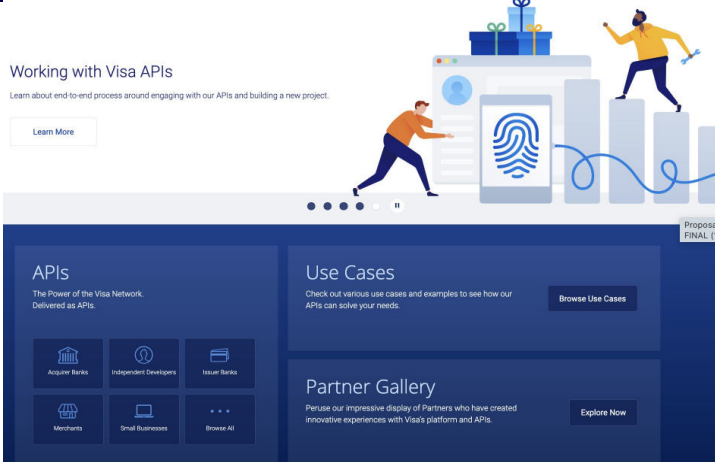 Working with Visa APIs
Learn about end-to-end process around engaging with our APIs and building a new project.
Learn More
Proposa
FINAL (
APIs
The Power of the Visa Network.
Delivered as APIs.
Acquirer Banks
Independent Developers
Issuer Banks
Merchants
Small Businesses
Browse All
Use Cases
Check out various use cases and examples to see how our
APIs can solve your needs.
Browse Use Cases
Partner Gallery
Peruse our impressive display of Partners who have created
innovative experiences with Visa's platform and APIs.
Explore Now